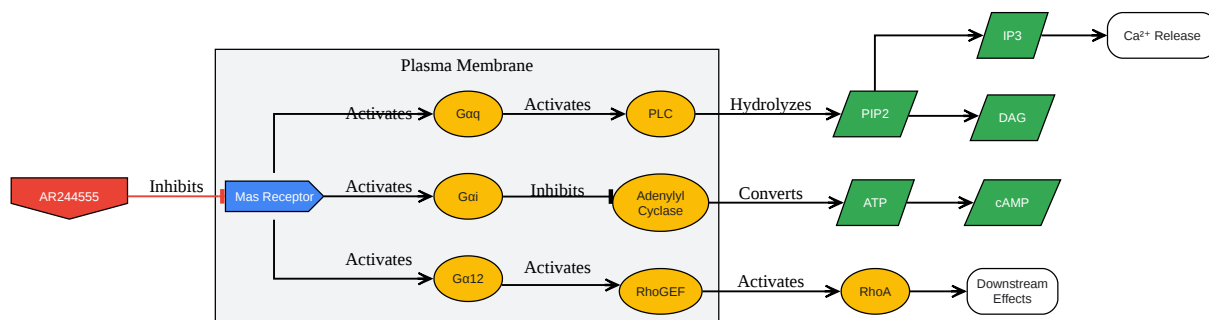 IP3
Ca²⁺ Release
Plasma Membrane
Activates
Gαq
Activates
PLC
Hydrolyzes
PIP2
DAG
AR244555
Inhibits
Mas Receptor
Activates
Gαi
Inhibits
Adenylyl
Cyclase
Converts
ATP
cAMP
Activates
Gα12
Activates
RhoGEF
Activates
RhoA
Downstream
Effects